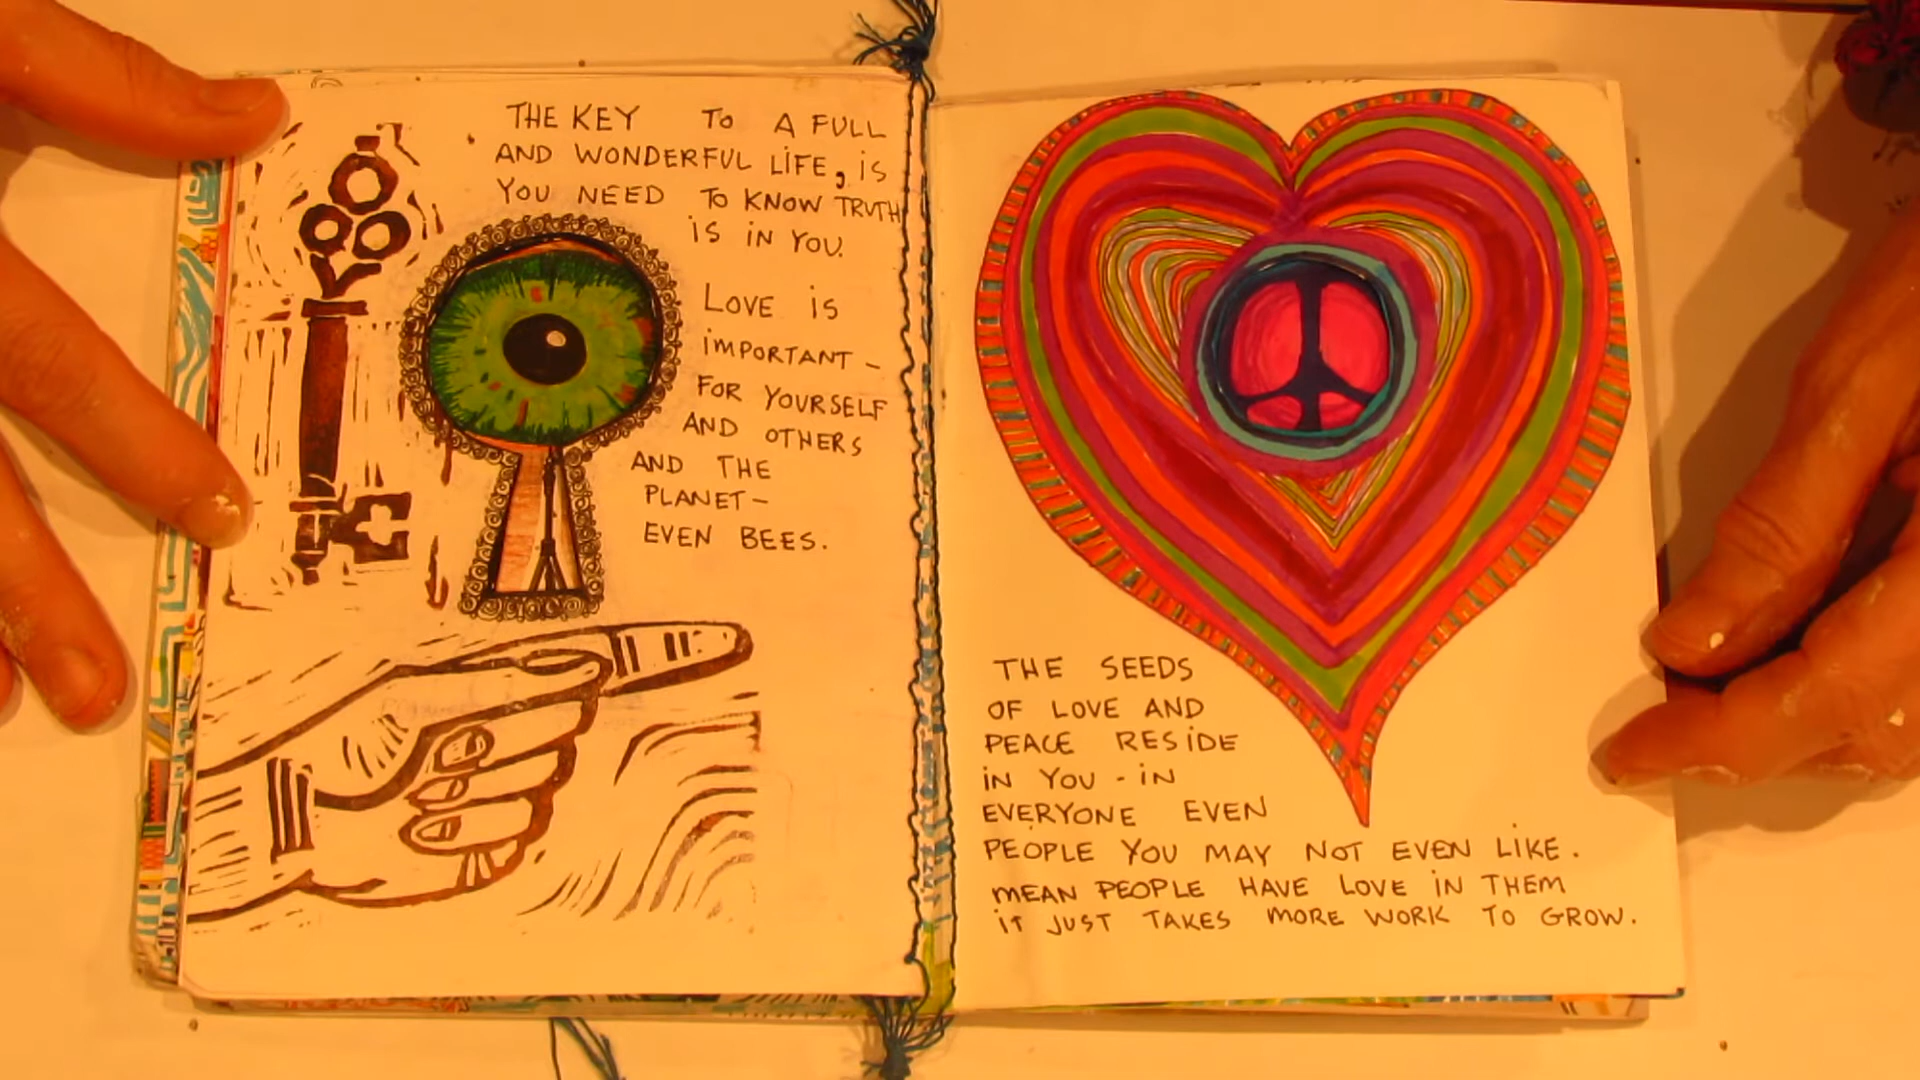 THE KEY TO A FULL
AND WONDERFUL LIFE, IS
YOU NEED TO KNOW TRUTH
IS IN YOU.
LOVE IS
IMPORTANT -
FOR YOURSELF
AND OTHERS
AND THE
PLANET -
EVEN BEES.
THE SEEDS
OF LOVE AND
PEACE RESIDE
IN YOU - IN
EVERYONE EVEN
PEOPLE YOU MAY NOT EVEN LIKE.
MEAN PEOPLE HAVE LOVE IN THEM
IT JUST TAKES MORE WORK TO GROW.